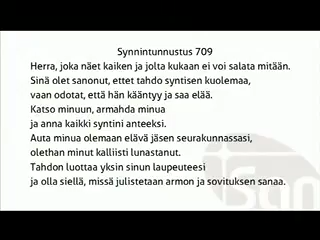 Synnintunnustus 709
Herra, joka näet kaiken ja jolta kukaan ei voi salata mitään.
Sinä olet sanonut, ettet tahdo syntisen kuolemaa,
vaan odotat, että hän kääntyy ja saa elää.
Katso minuun, armahda minua
ja anna kaikki syntini anteeksi.
Auta minua olemaan elävä jäsen seurakunnassasi,
olethan minut kalliisti lunastanut.
Tahdon luottaa yksin sinun laupeuteesi
ja olla siellä, missä julistetaan armon ja sovituksen sanaa.